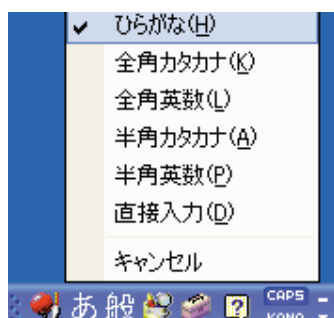 ひらがな(H)
全角カタカナ(K)
全角英数(L)
半角カタカナ(A)
半角英数(P)
直接入力(D)
キャンセル
あ 般 ? CAPS
KANA